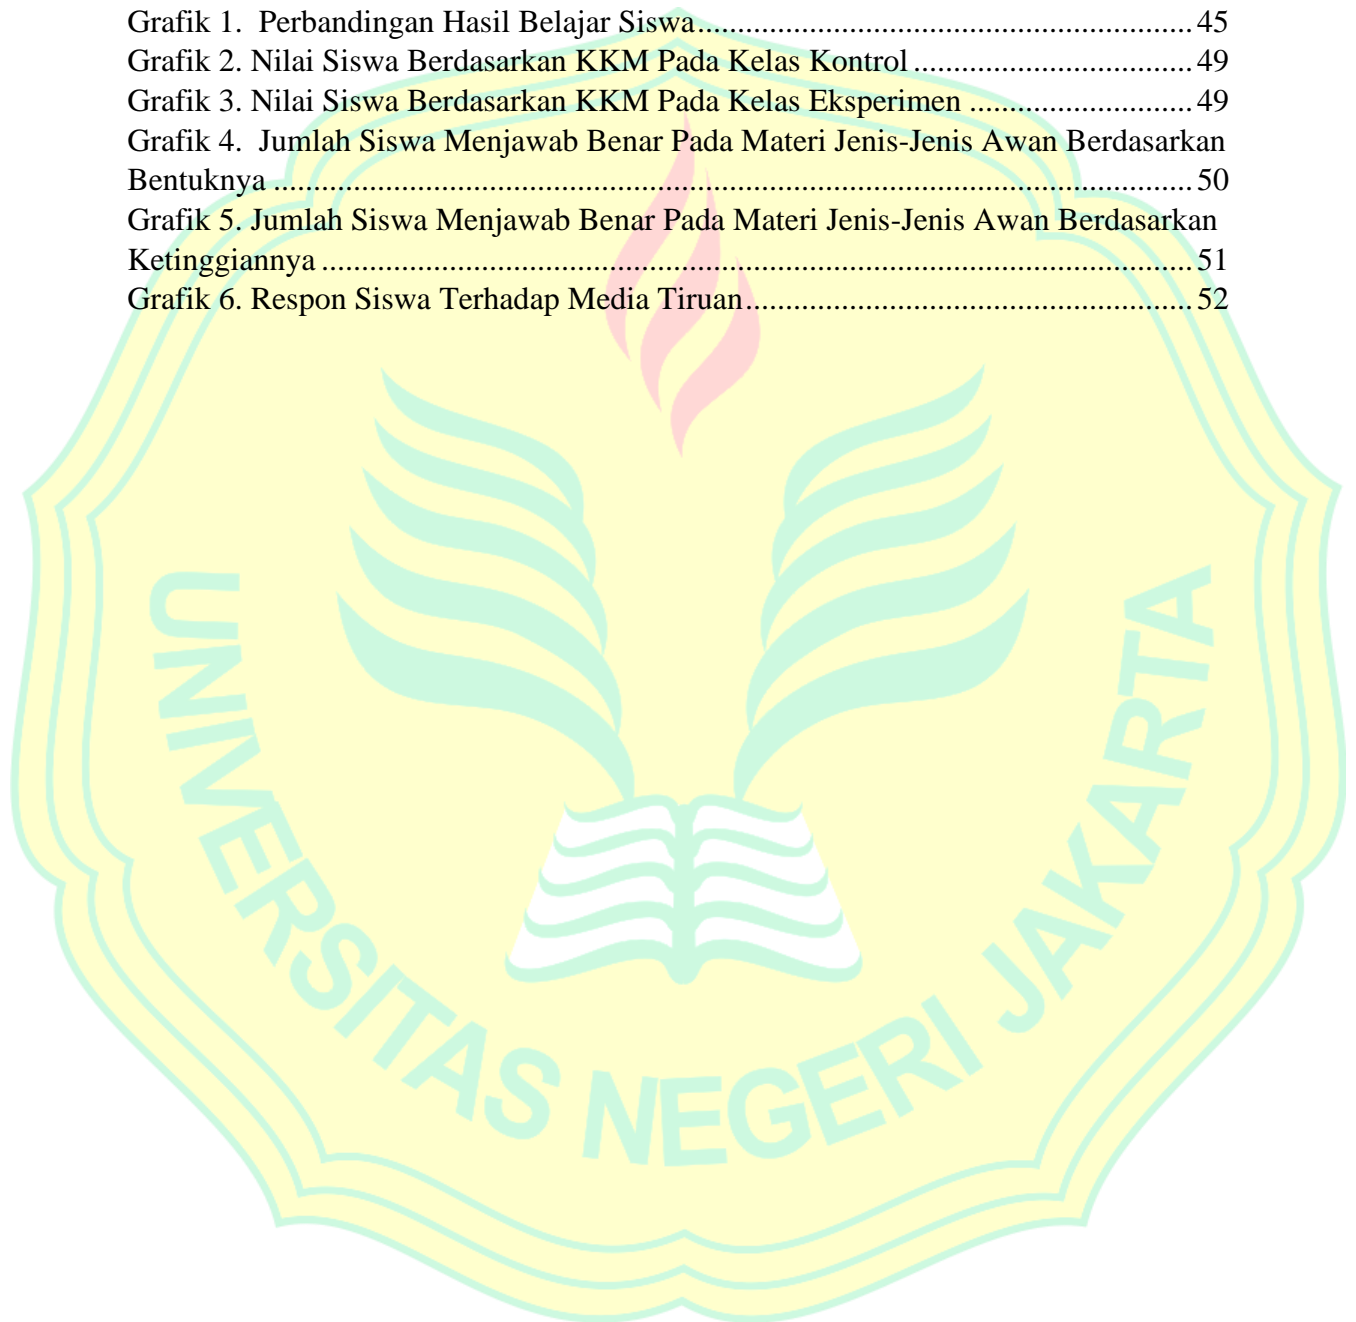 Grafik 1.  Perbandingan Hasil Belajar Siswa............................................................... 45
Grafik 2. Nilai Siswa Berdasarkan KKM Pada Kelas Kontrol ................................... 49
Grafik 3. Nilai Siswa Berdasarkan KKM Pada Kelas Eksperimen ............................ 49
Grafik 4.  Jumlah Siswa Menjawab Benar Pada Materi Jenis-Jenis Awan Berdasarkan
Bentuknya ..................................................................................................................... 50
Grafik 5. Jumlah Siswa Menjawab Benar Pada Materi Jenis-Jenis Awan Berdasarkan
Ketinggiannya ............................................................................................................... 51
Grafik 6. Respon Siswa Terhadap Media Tiruan......................................................... 52
UNIVERSITAS NEGERI JAKARTA